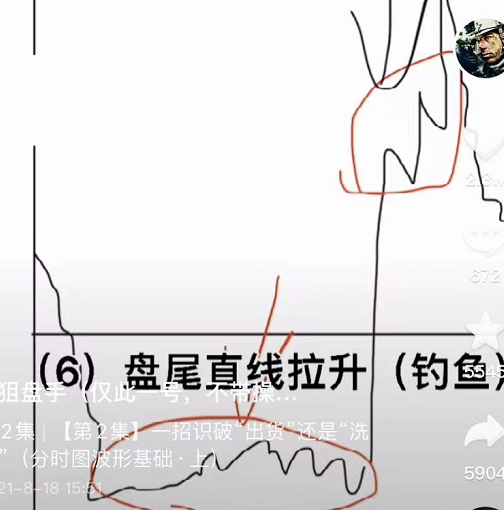 (6) 盘尾直线拉升 (钓鱼)
狙盘手（仅此一号，不带操...
2集 | 【第2集】一招识破“出货”还是“洗
”（分时图波形基础·上）
21-8-18 15:51
672
5904